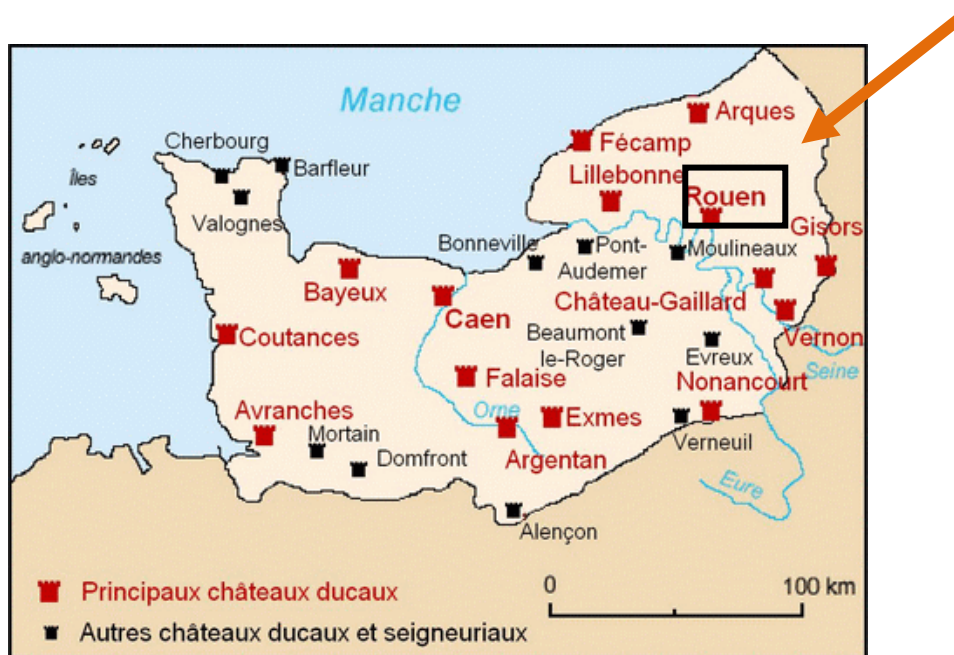 Manche
Arques
Cherbourg
Fécamp
Barfleur
Îles
Lillebonne
Rouen
Valognes
Gisors
anglo-normandes
Bonneville
Pont-
Audemer
Moulineaux
Bayeux
Château-Gaillard
Caen
Coutances
Beaumont
le-Roger
Vernon
Evreux
Seine
Falaise
Nonancourt
Avranches
Orne
Exmes
Mortain
Verneuil
Domfront
Argentan
Eure
Alençon
Principaux châteaux ducaux
0
100 km
Autres châteaux ducaux et seigneuriaux